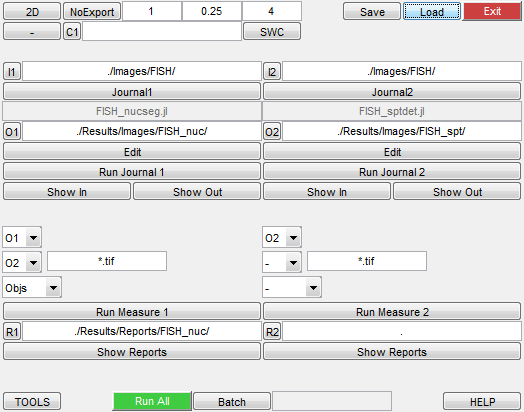 2D NoExport 1 0.25 4 Save Load Exit
- C1 SWC
I1 ./Images/FISH/ I2 ./Images/FISH/
Journal1 Journal2
FISH_nucseg.jl FISH_sptdet.jl
O1 ./Results/Images/FISH_nuc/ O2 ./Results/Images/FISH_spt/
Edit Edit
Run Journal 1 Run Journal 2
Show In Show Out Show In Show Out
O1 O2
O2 *.tif - *.tif
Objs -
Run Measure 1 Run Measure 2
R1 ./Results/Reports/FISH_nuc/ R2 .
Show Reports Show Reports
TOOLS Run All Batch HELP